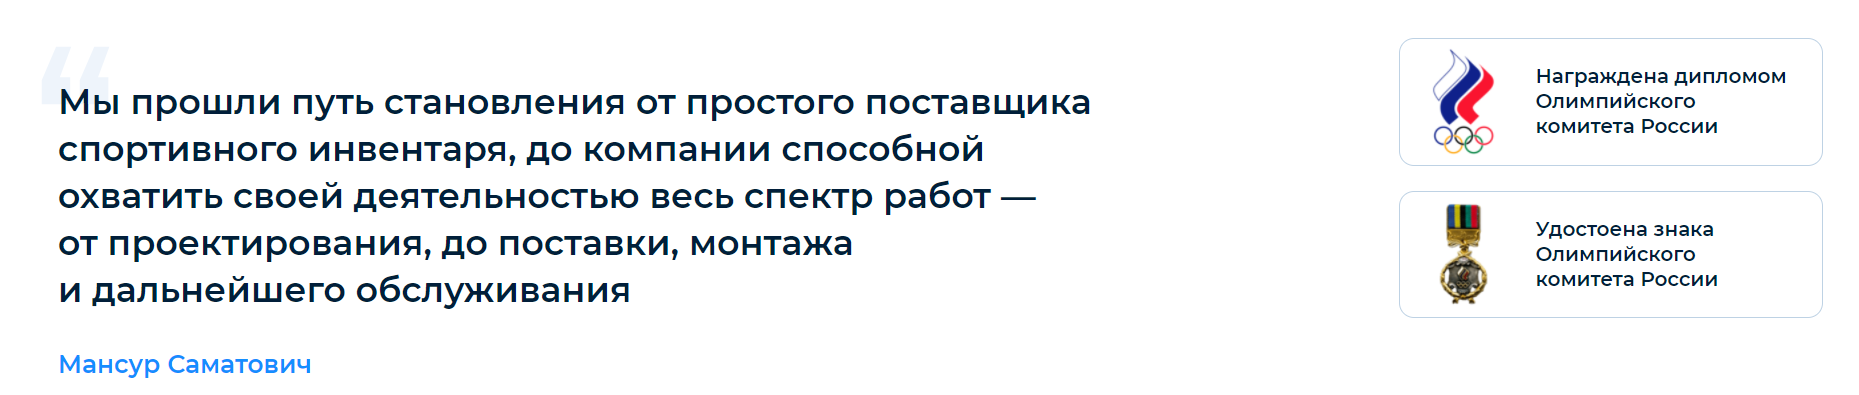 “
Мы прошли путь становления от простого поставщика
спортивного инвентаря, до компании способной
охватить своей деятельностью весь спектр работ —
от проектирования, до поставки, монтажа
и дальнейшего обслуживания
Мансур Саматович
Награждена дипломом
Олимпийского
комитета России
Удостоена знака
Олимпийского
комитета России